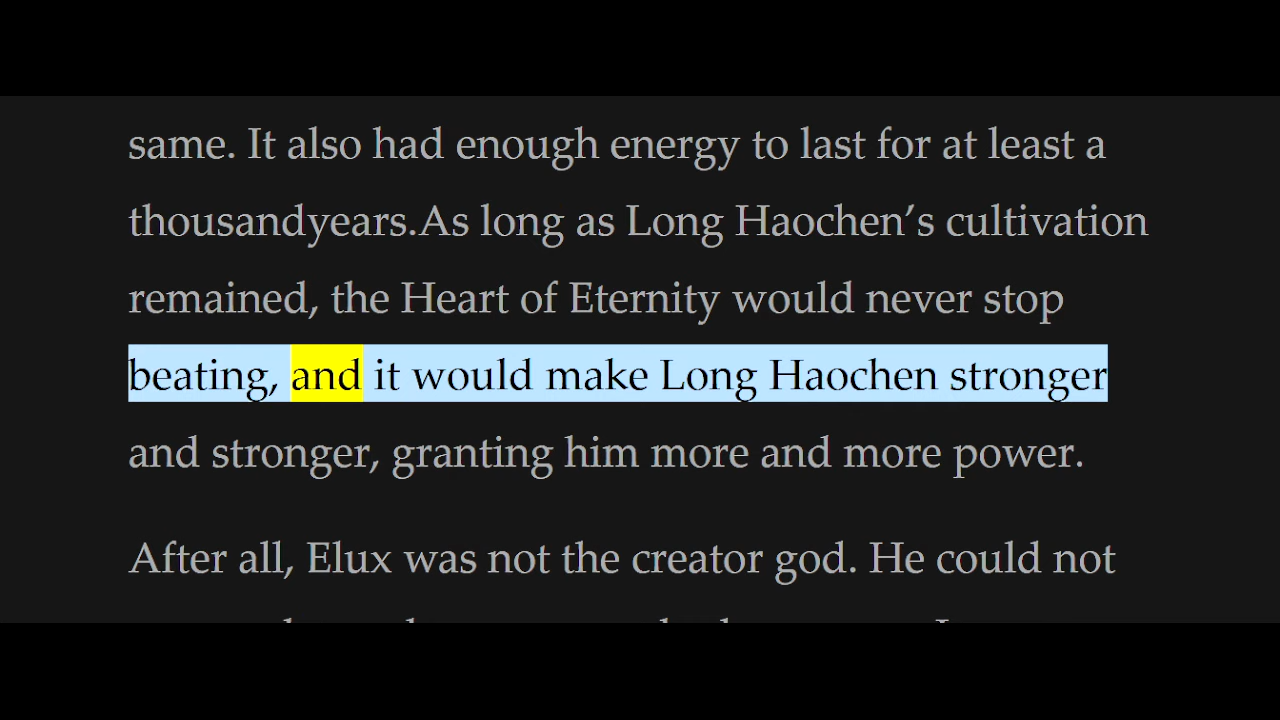 same. It also had enough energy to last for at least a
thousandyears.As long as Long Haochen’s cultivation
remained, the Heart of Eternity would never stop
beating, and it would make Long Haochen stronger
and stronger, granting him more and more power.
After all, Elux was not the creator god. He could not